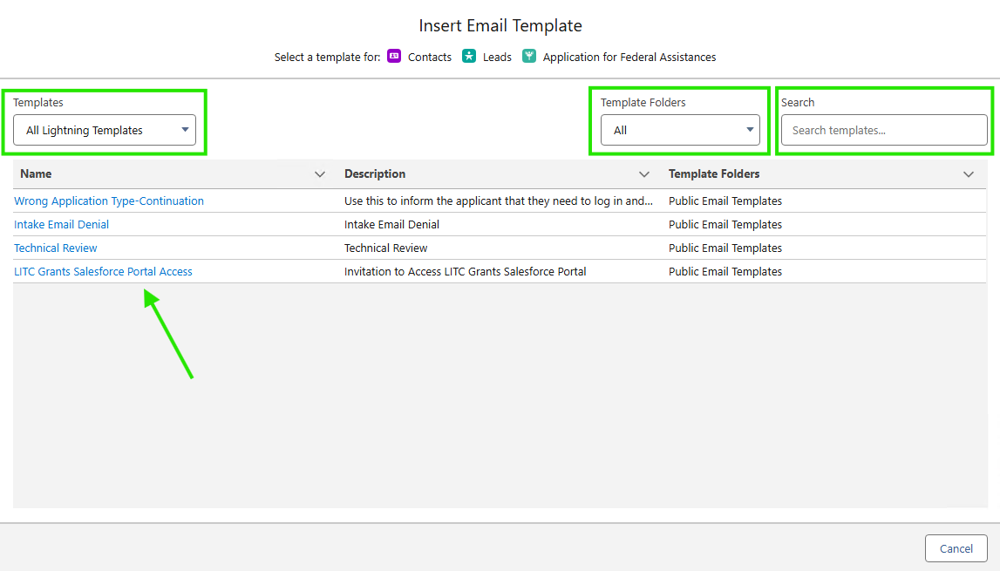 Insert Email Template
Select a template for: Contacts Leads Application for Federal Assistances
Templates Template Folders Search
All Lightning Templates All Search templates...
Name Description Template Folders
Wrong Application Type-Continuation Use this to inform the applicant that they need to log in and... Public Email Templates
Intake Email Denial Intake Email Denial Public Email Templates
Technical Review Technical Review Public Email Templates
LITC Grants Salesforce Portal Access Invitation to Access LITC Grants Salesforce Portal Public Email Templates
Cancel